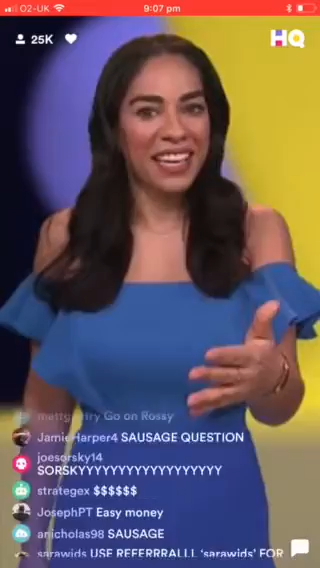 O2-UK 9:07 pm
25K HQ
Go on Rossy
JamieHarper4 SAUSAGE QUESTION
joesorsky14
SORSKYYYYYYYYYYYYYYYYYY
strategex $$$$$$
JosephPT Easy money
anicholas98 SAUSAGE
sarawids USE REFERRRALLL 'sarawids' FOR